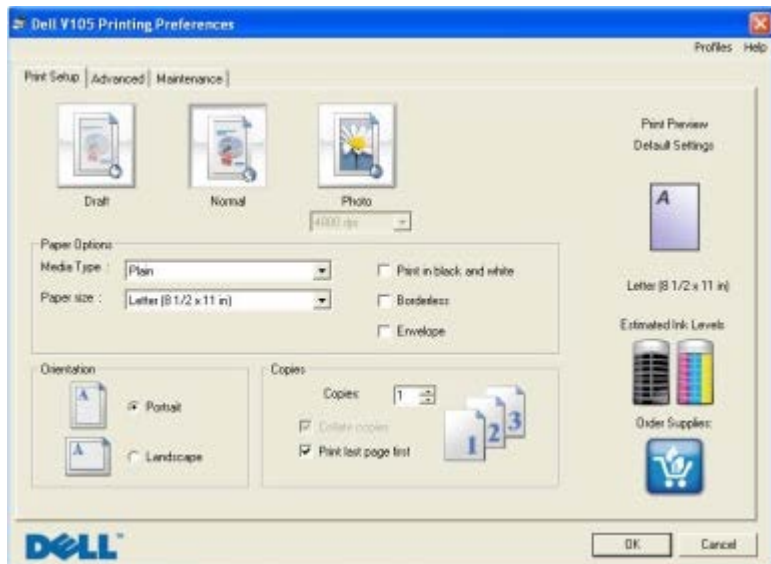 Dell V105 Printing Preferences
Profiles Help
Print Setup Advanced Maintenance
Draft
Normal
Photo
4800 dpi
Print Preview
Default Settings
A
Letter (8 1/2 x 11 in)
Paper Options
Media Type :
Plain
Print in black and white
Paper size :
Letter (8 1/2 x 11 in)
Borderless
Envelope
Estimated Ink Levels
Orientation
A
Portrait
A
Landscape
Copies
Copies:
1
Collate copies
Print last page first
1 2 3
Order Supplies:
DELL
OK
Cancel